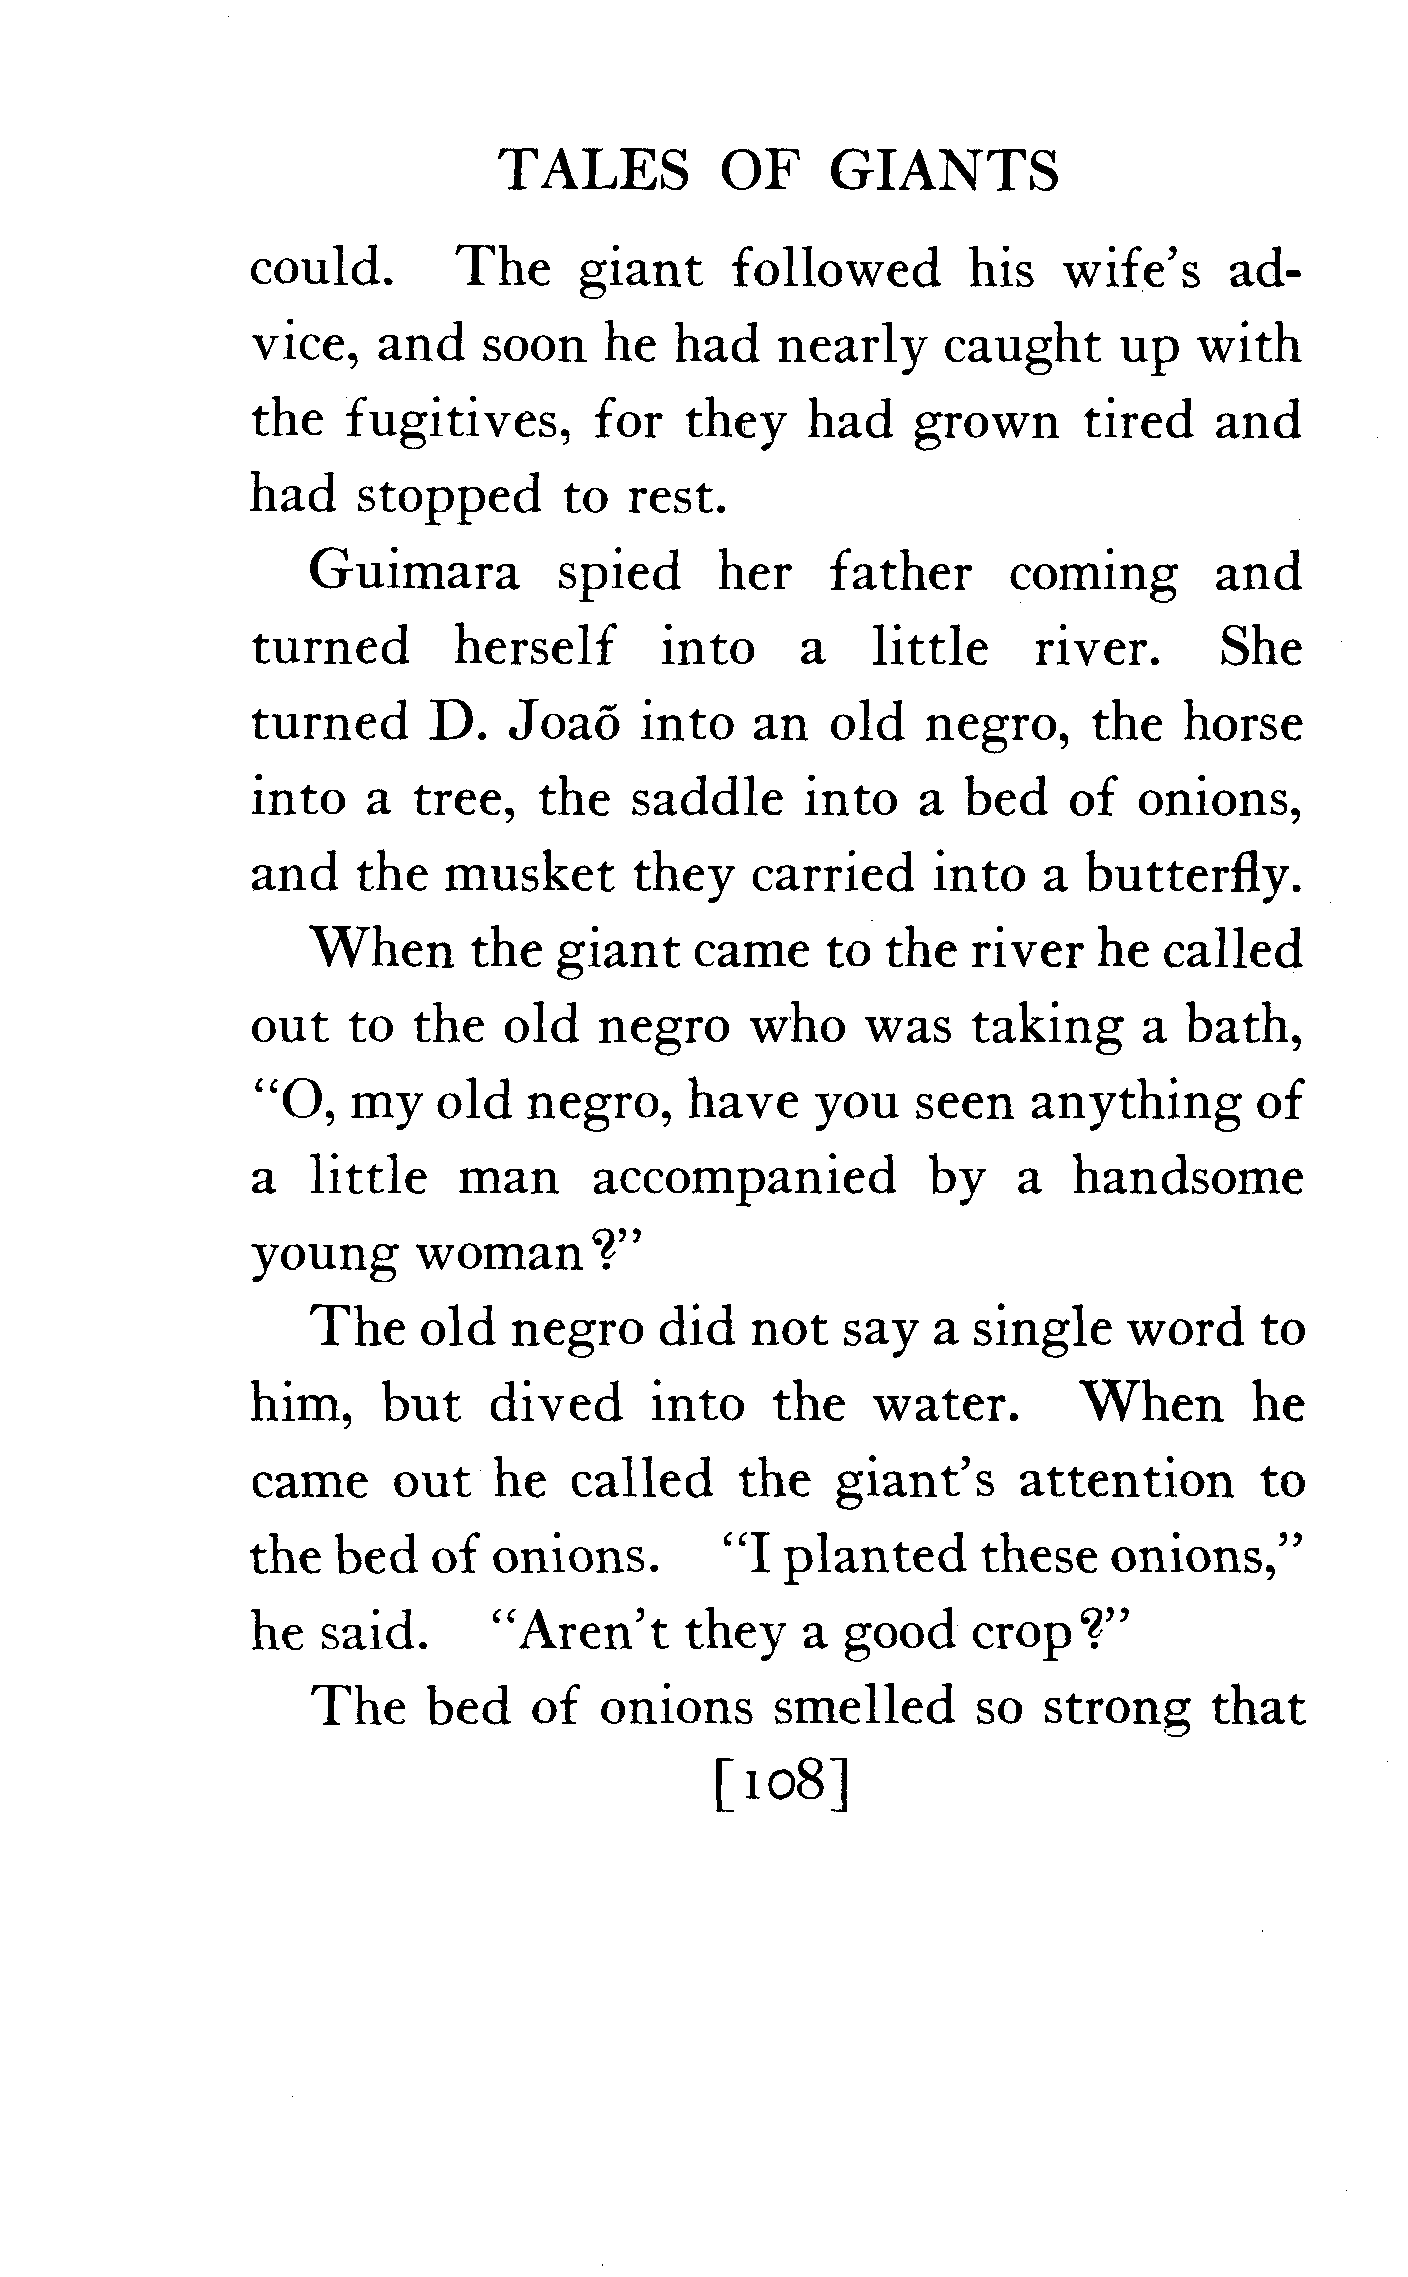 TALES OF GIANTS
could. The giant followed his wife's ad-
vice, and soon he had nearly caught up with
the fugitives, for they had grown tired and
had stopped to rest.
Guimara spied her father coming and
turned herself into a little river. She
turned D. Joaõ into an old negro, the horse
into a tree, the saddle into a bed of onions,
and the musket they carried into a butterfly.
When the giant came to the river he called
out to the old negro who was taking a bath,
"O, my old negro, have you seen anything of
a little man accompanied by a handsome
young woman?"
The old negro did not say a single word to
him, but dived into the water. When he
came out he called the giant's attention to
the bed of onions. "I planted these onions,"
he said. "Aren't they a good crop?"
The bed of onions smelled so strong that
[108]